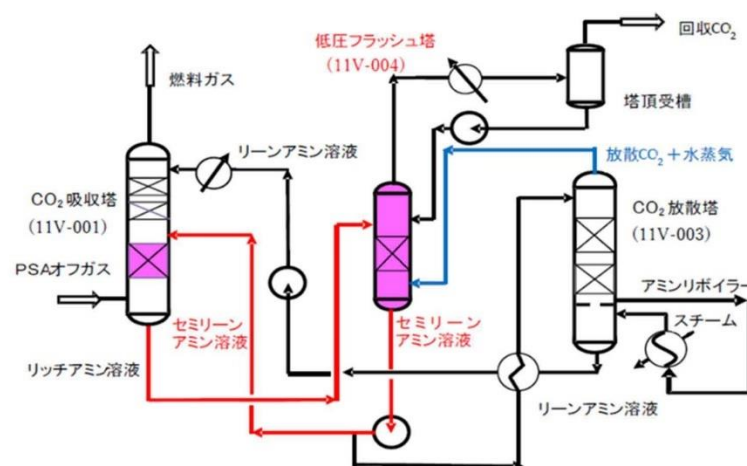 低圧フラッシュ塔
(11V-004)
回収CO₂
燃料ガス
塔頂受槽
リーンアミン溶液
放散CO₂＋水蒸気
CO₂吸収塔
(11V-001)
CO₂放散塔
(11V-003)
PSAオフガス
アミンリボイラー
セミリーン
アミン溶液
セミリーン
アミン溶液
スチーム
リッチアミン溶液
リーンアミン溶液